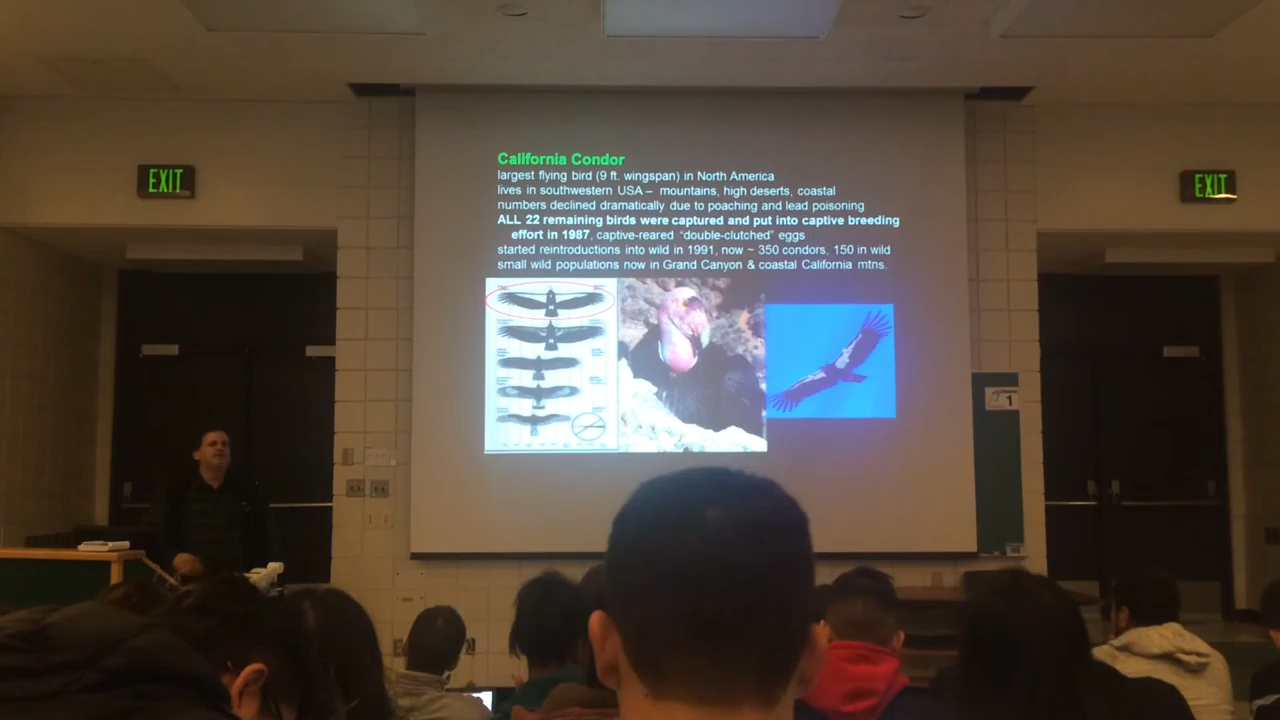 California Condor
largest flying bird (9 ft. wingspan) in North America
lives in southwestern USA – mountains, high deserts, coastal
numbers declined dramatically due to poaching and lead poisoning
ALL 22 remaining birds were captured and put into captive breeding
effort in 1987, captive-reared "double-clutched" eggs
started reintroductions into wild in 1991, now ~ 350 condors, 150 in wild
small wild populations now in Grand Canyon & coastal California mtns.
EXIT
EXIT
1